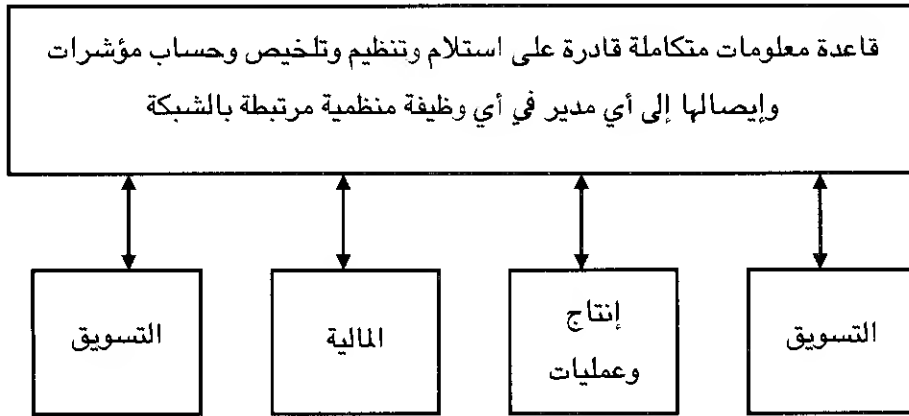 قاعدة معلومات متكاملة قادرة على استلام وتنظيم وتلخيص وحساب مؤشرات
وإيصالها إلى أي مدير في أي وظيفة منظمية مرتبطة بالشبكة
التسويق
إنتاج
وعمليات
المالية
التسويق